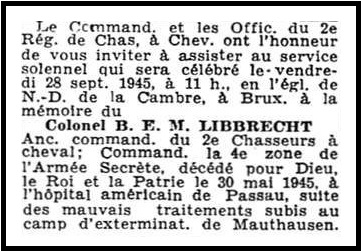 Le Command. et les Offic. du 2e
Rég. de Chas, à Chev. ont l'honneur
de vous inviter à assister au service
solennel qui sera célébré le-vendre-
di 28 sept. 1945, à 11 h., en l'égl. de
N.-D. de la Cambre, à Brux. à la
mémoire du
Colonel B. E. M. LIBBRECHT
Anc. command. du 2e Chasseurs à
cheval; Command. la 4e zone de
l'Armée Secrète, décédé pour Dieu,
le Roi et la Patrie le 30 mai 1945, à
l'hôpital américain de Passau, suite
des mauvais traitements subis au
camp d'exterminat. de Mauthausen.